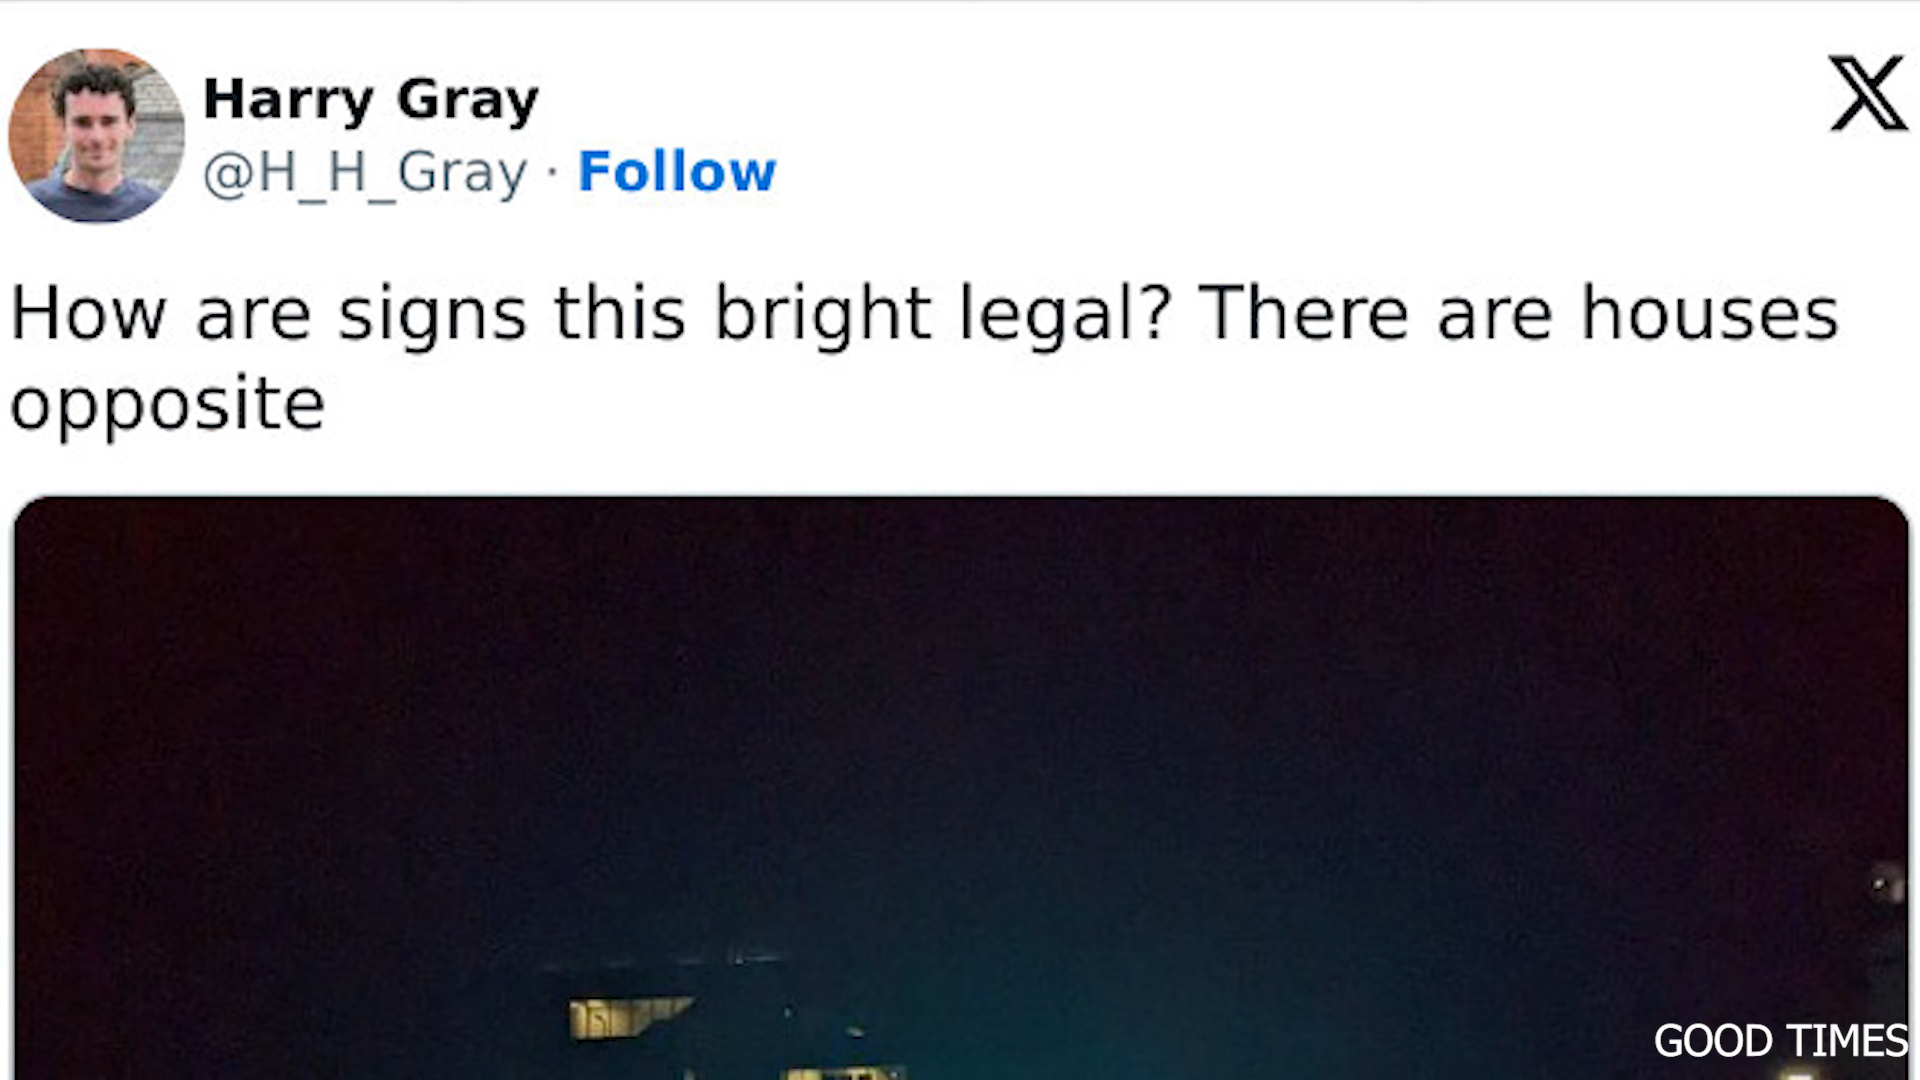 Harry Gray
@H_H_Gray · Follow
How are signs this bright legal? There are houses
opposite
GOOD TIMES